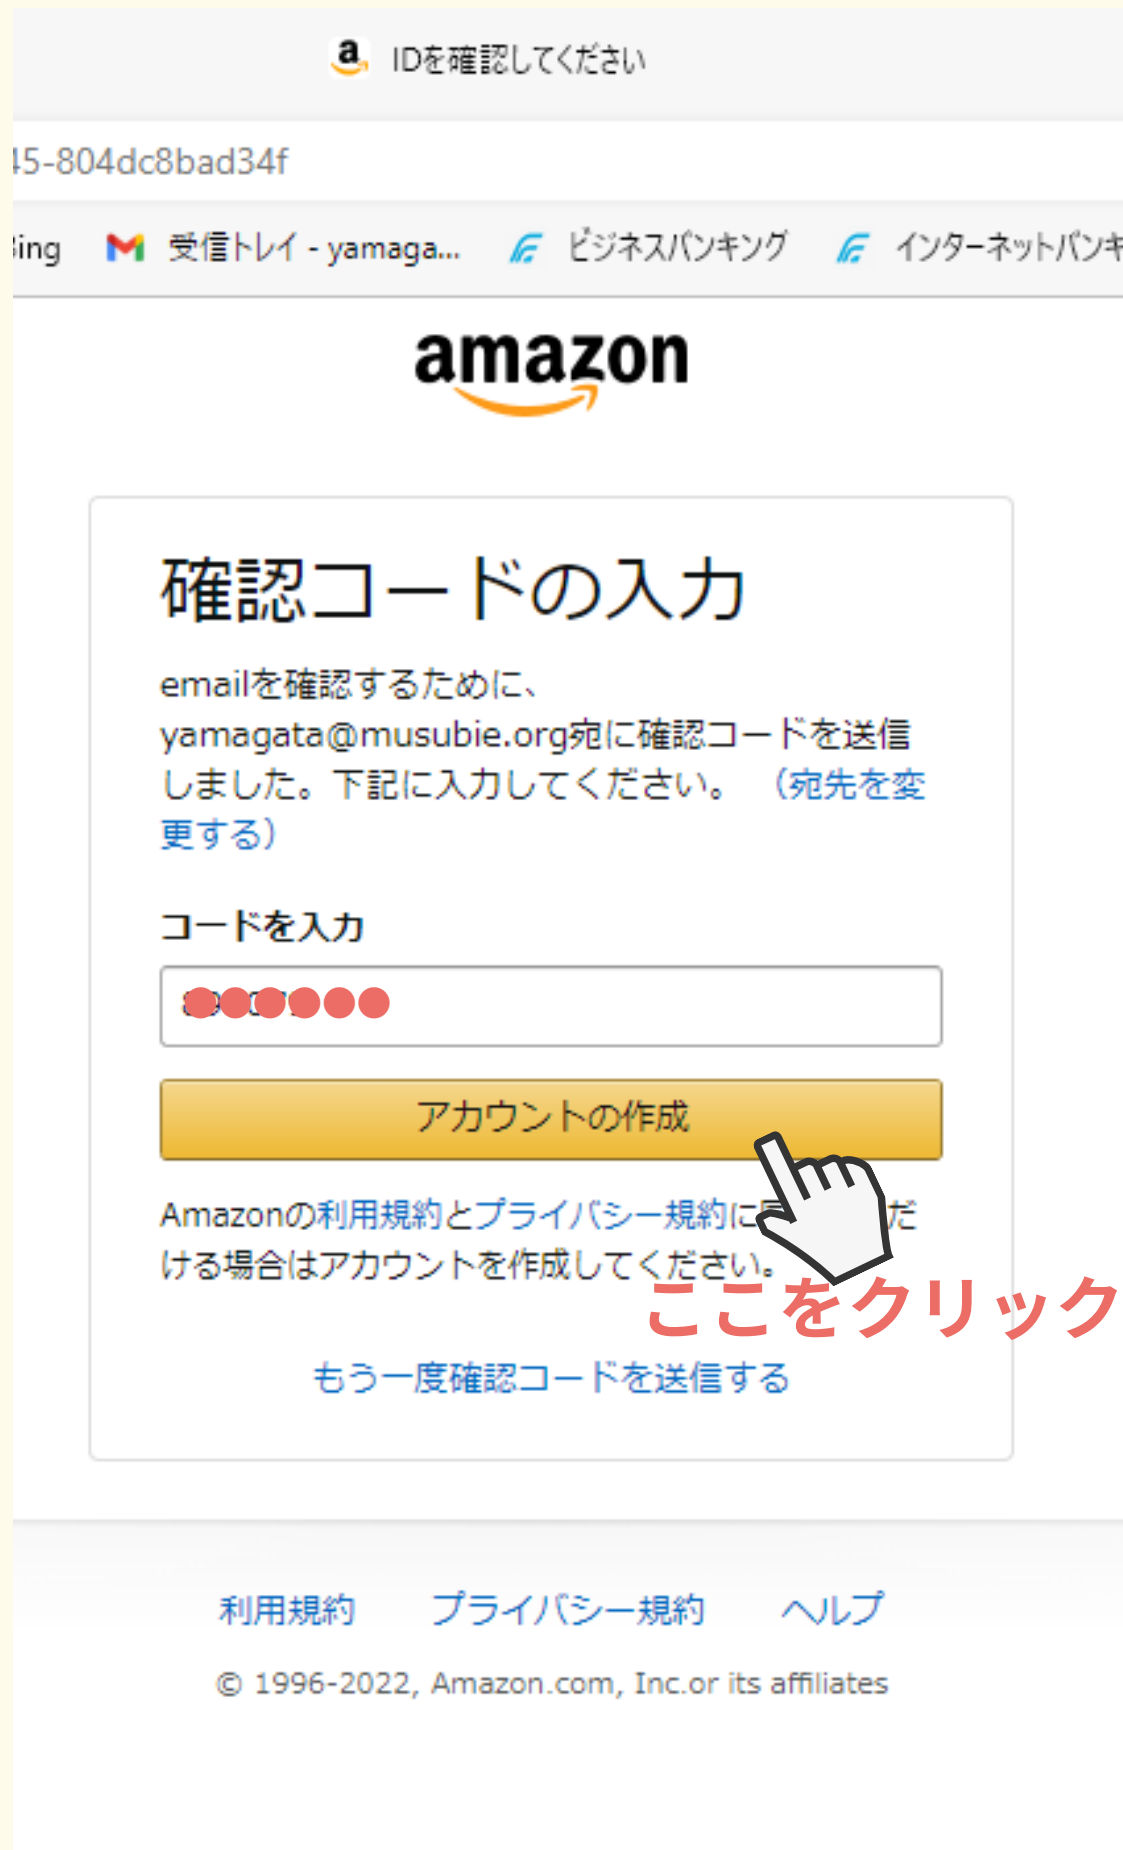 IDを確認してください
45-804dc8bad34f
受信トレイ - yamaga... ビジネスバンキング インターネットバンキ
amazon
確認コードの入力
emailを確認するために、
yamagata@musubie.org宛に確認コードを送信
しました。下記に入力してください。 （宛先を変
更する）
コードを入力
アカウントの作成
Amazonの利用規約とプライバシー規約に だ
ける場合はアカウントを作成してください。
ここをクリック
もう一度確認コードを送信する
利用規約 プライバシー規約 ヘルプ
© 1996-2022, Amazon.com, Inc.or its affiliates